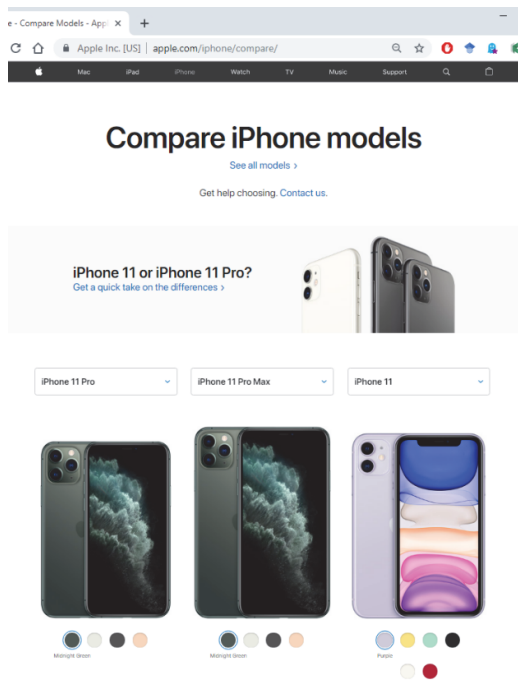 e - Compare Models - Appl
Apple Inc. [US] | apple.com/iphone/compare/
Mac iPad iPhone Watch TV Music Support
Compare iPhone models
See all models >
Get help choosing. Contact us.
iPhone 11 or iPhone 11 Pro?
Get a quick take on the differences >
iPhone 11 Pro iPhone 11 Pro Max iPhone 11
Midnight Green Midnight Green Purple